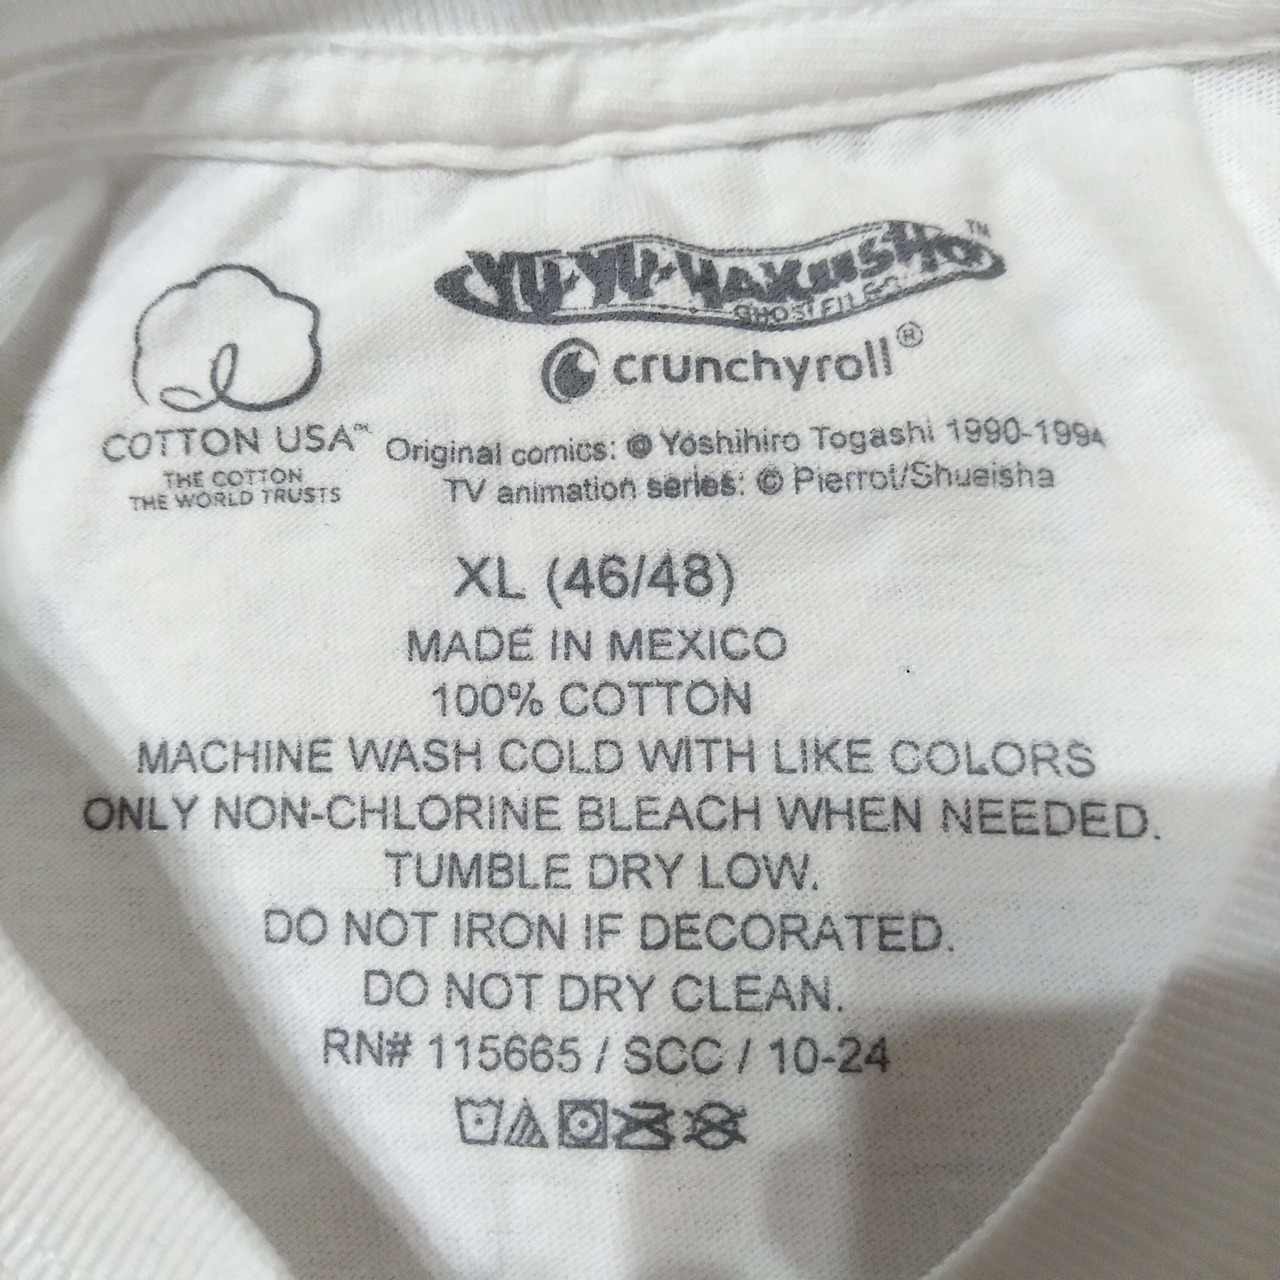 YU·YU·HAKUSHO™
GHOST FILES
crunchyroll®
COTTON USA™
THE COTTON
THE WORLD TRUSTS
Original comics: © Yoshihiro Togashi 1990-1994
TV animation series: © Pierrot/Shueisha
XL (46/48)
MADE IN MEXICO
100% COTTON
MACHINE WASH COLD WITH LIKE COLORS
ONLY NON-CHLORINE BLEACH WHEN NEEDED.
TUMBLE DRY LOW.
DO NOT IRON IF DECORATED.
DO NOT DRY CLEAN.
RN# 115665 / SCC / 10-24